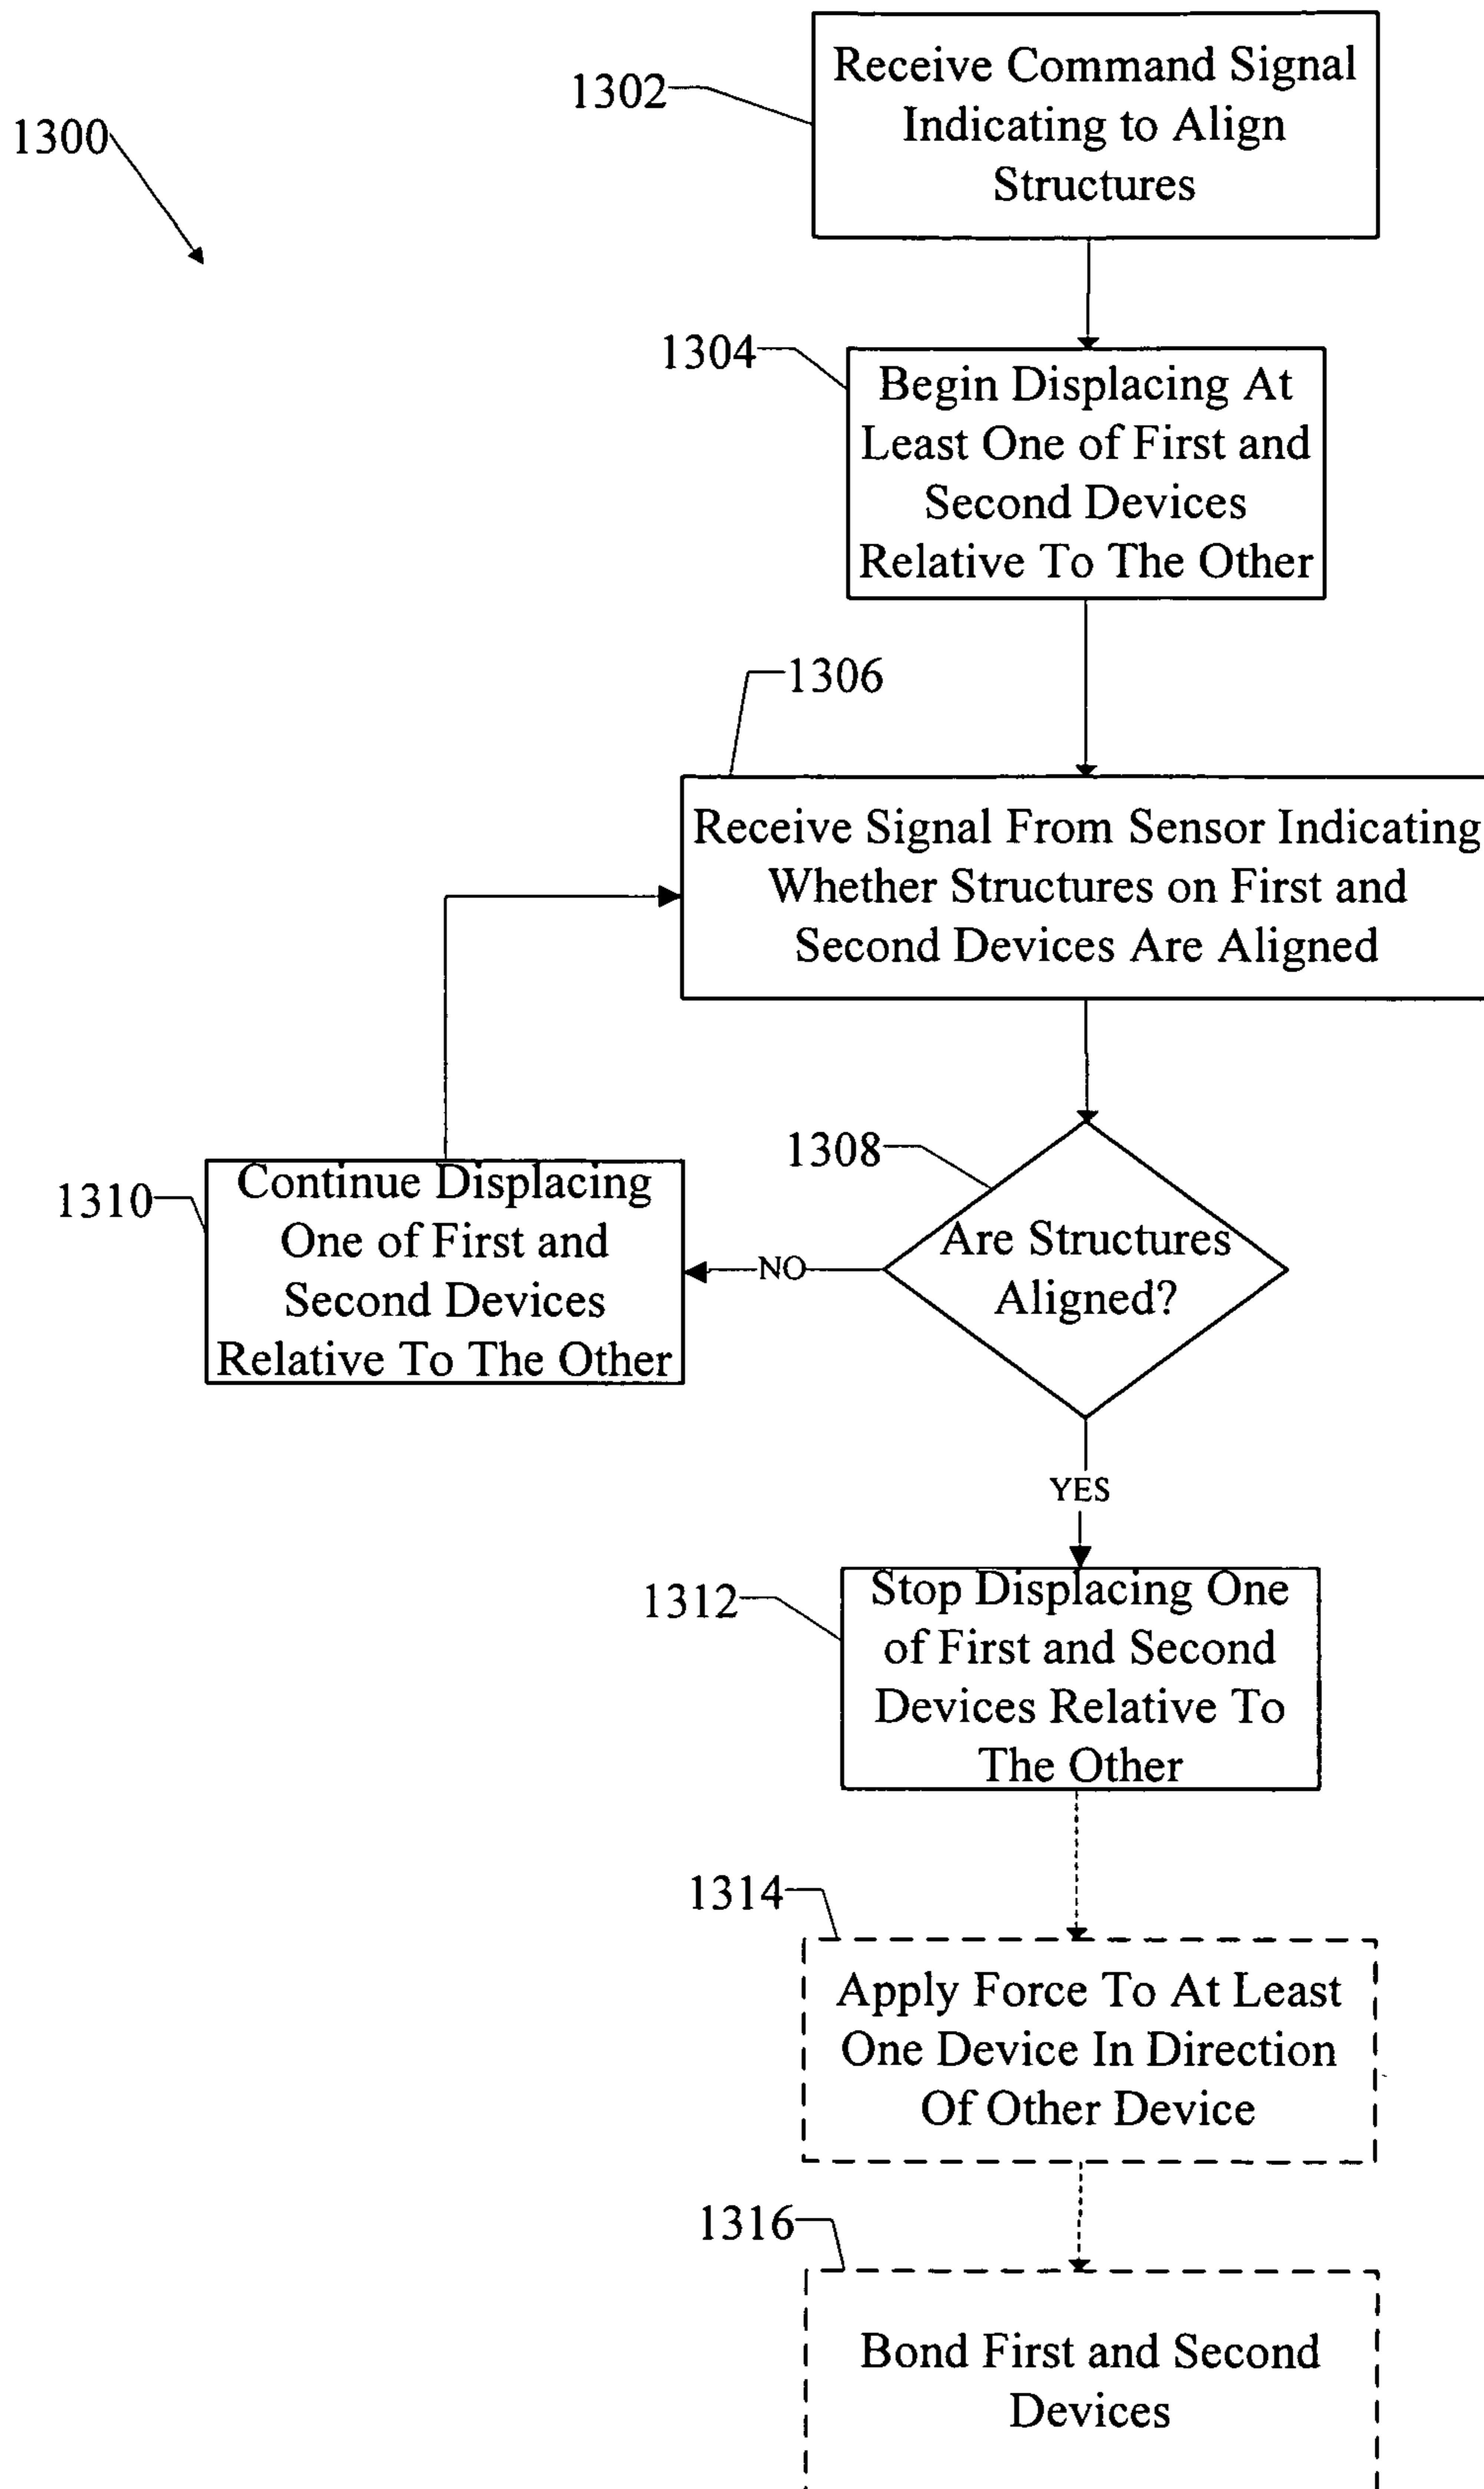 1300
1302
Receive Command Signal
Indicating to Align
Structures
1304
Begin Displacing At
Least One of First and
Second Devices
Relative To The Other
1306
Receive Signal From Sensor Indicating
Whether Structures on First and
Second Devices Are Aligned
1308
Are Structures
Aligned?
NO
1310
Continue Displacing
One of First and
Second Devices
Relative To The Other
YES
1312
Stop Displacing One
of First and Second
Devices Relative To
The Other
1314
Apply Force To At Least
One Device In Direction
Of Other Device
1316
Bond First and Second
Devices